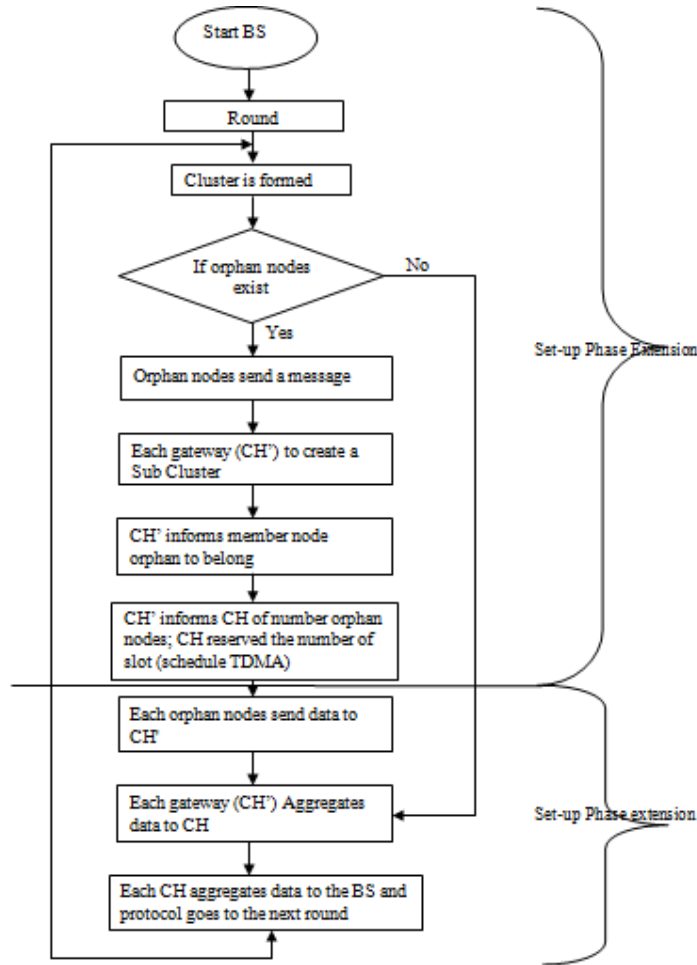 Start BS
Round
Cluster is formed
If orphan nodes
exist
No
Yes
Set-up Phase Extension
Orphan nodes send a message
Each gateway (CH’) to create a
Sub Cluster
CH’ informs member node
orphan to belong
CH’ informs CH of number orphan
nodes; CH reserved the number of
slot (schedule TDMA)
Each orphan nodes send data to
CH'
Each gateway (CH’) Aggregates
data to CH
Set-up Phase extension
Each CH aggregates data to the BS and
protocol goes to the next round